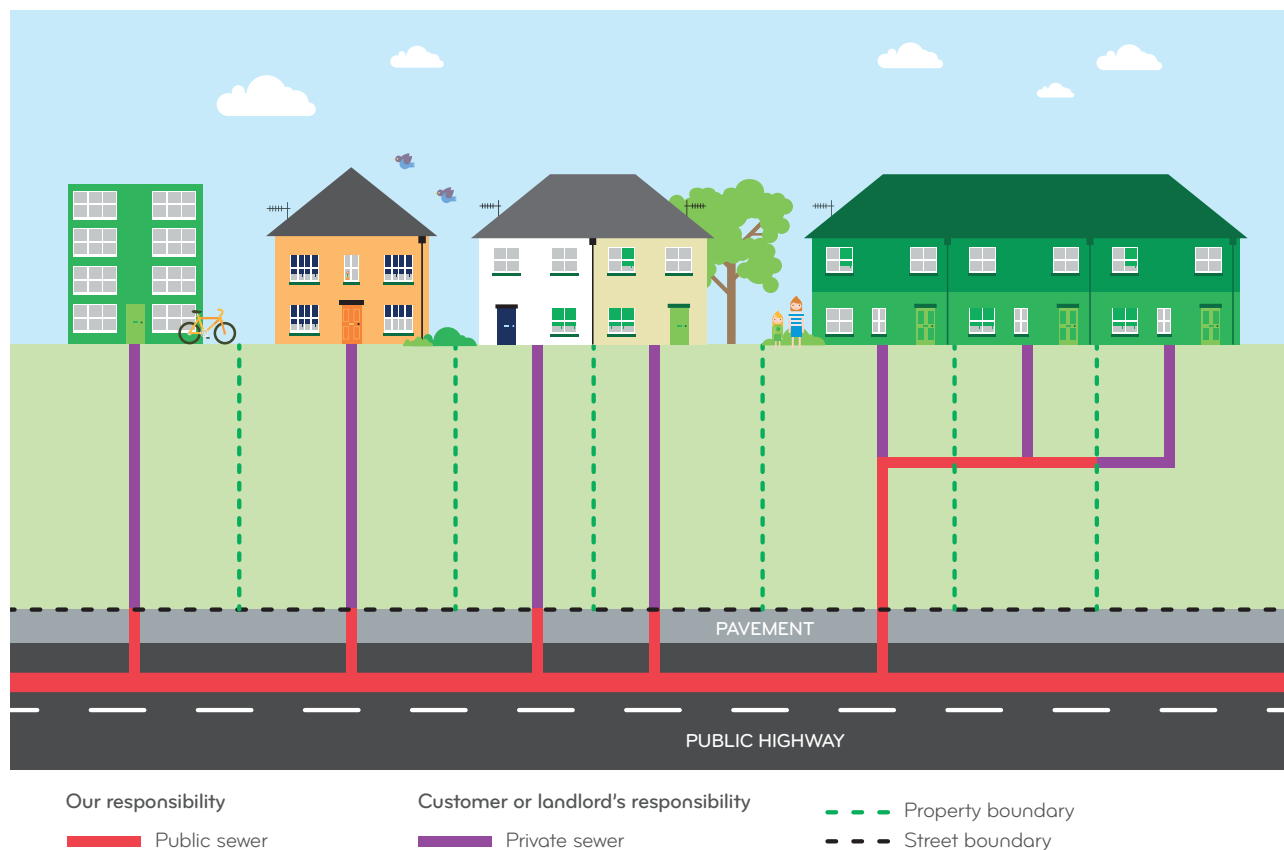 PAVEMENT
PUBLIC HIGHWAY
Our responsibility
Public sewer
Customer or landlord's responsibility
Private sewer
Property boundary
Street boundary